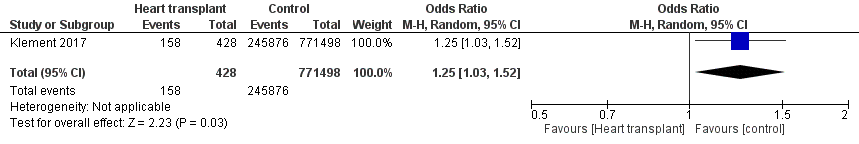 Heart transplant Control Odds Ratio Odds Ratio
Study or Subgroup Events Total Events Total Weight M-H, Random, 95% CI M-H, Random, 95% CI
Klement 2017 158 428 245876 771498 100.0% 1.25 [1.03, 1.52]
Total (95% CI) 428 771498 100.0% 1.25 [1.03, 1.52]
Total events 158 245876
Heterogeneity: Not applicable
Test for overall effect: Z = 2.23 (P = 0.03)
0.5 0.7 1 1.5 2
Favours [Heart transplant] Favours [control]